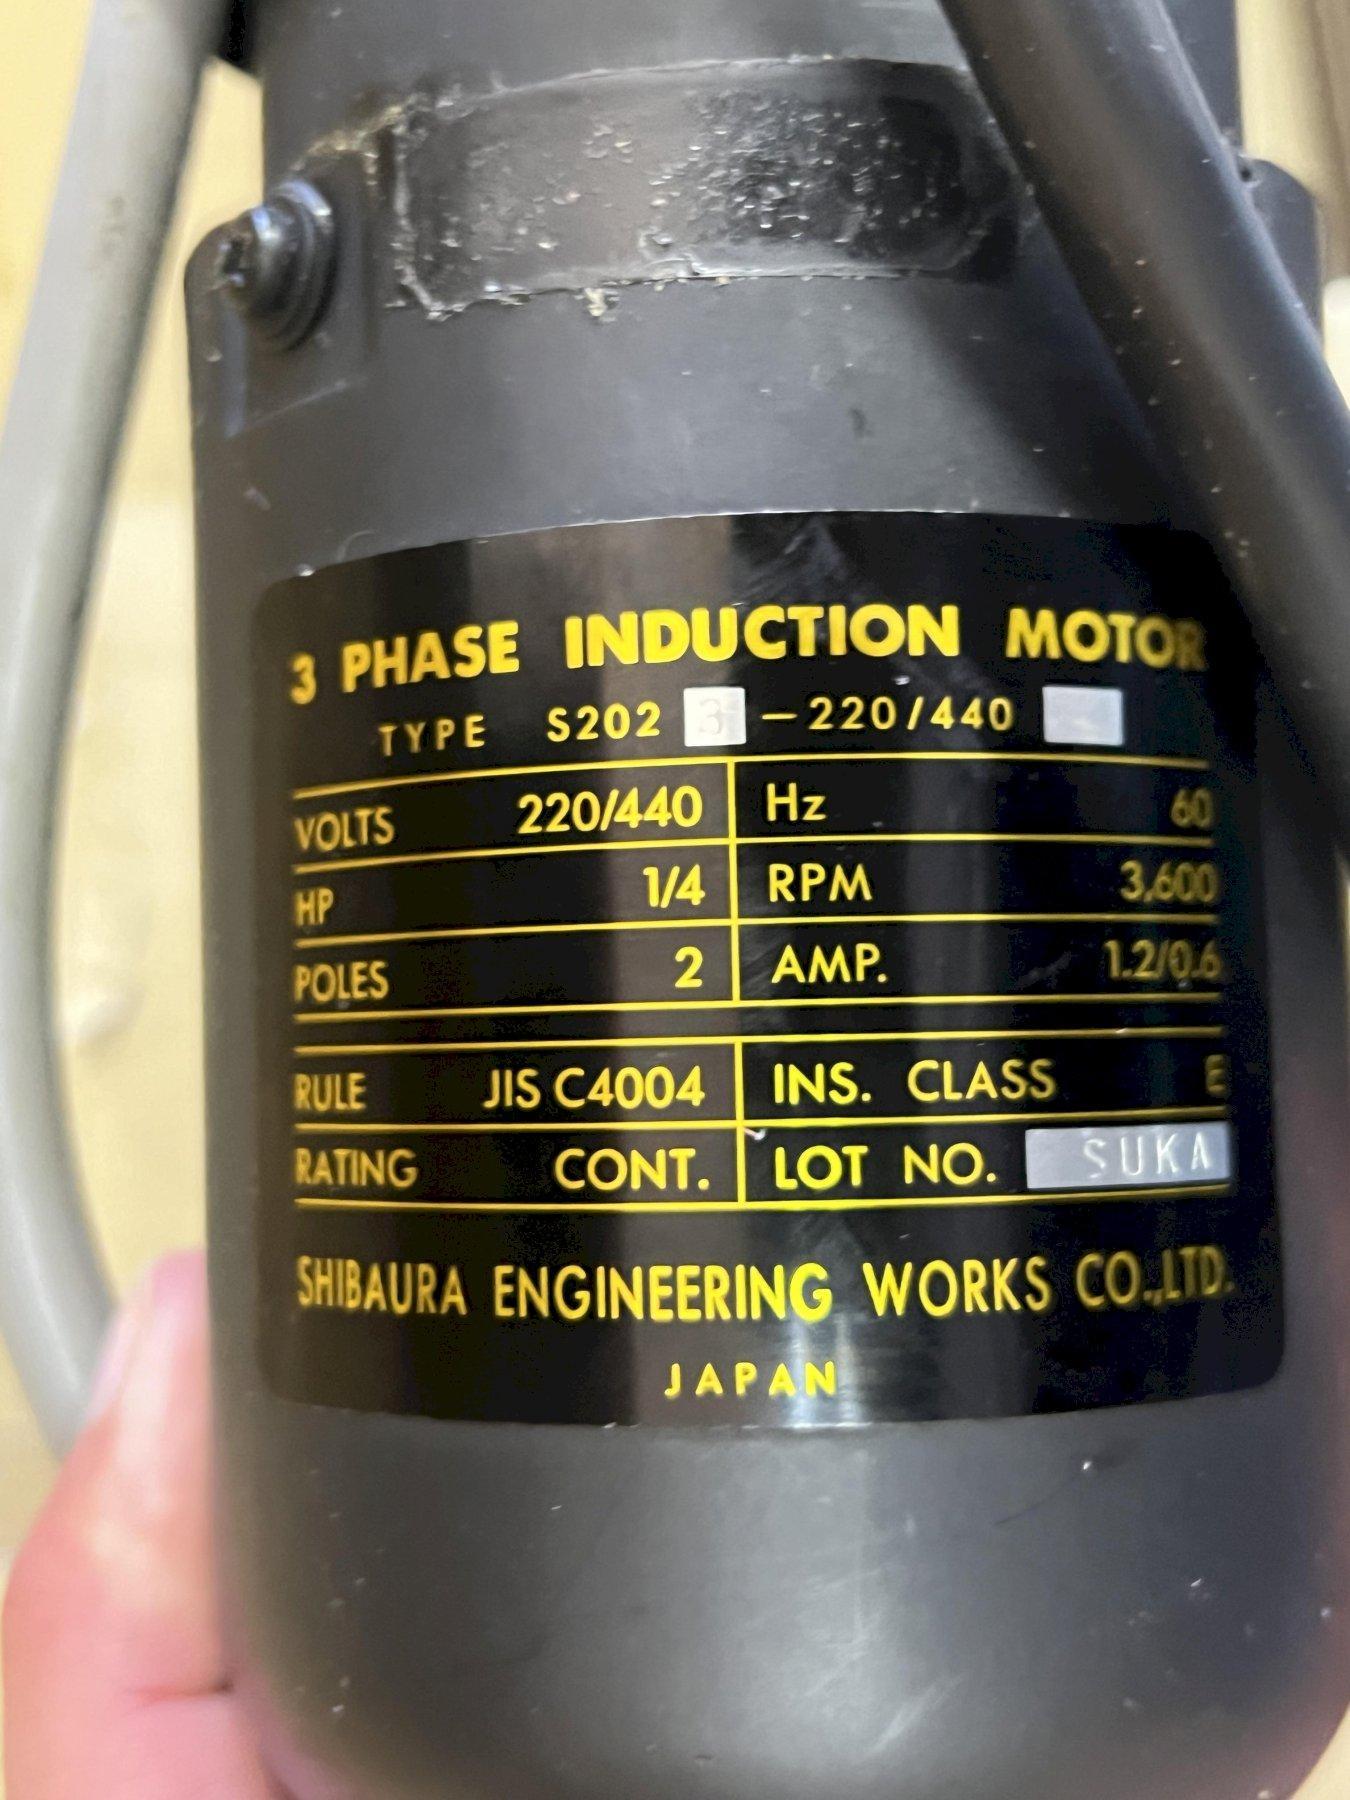 3 PHASE INDUCTION MOTOR
TYPE S202 3 - 220/440
VOLTS 220/440 Hz 60
HP 1/4 RPM 3,600
POLES 2 AMP. 1.2/0.6
RULE JIS C4004 INS. CLASS E
RATING CONT. LOT NO. SUKA
SHIBAURA ENGINEERING WORKS CO.,LTD.
JAPAN